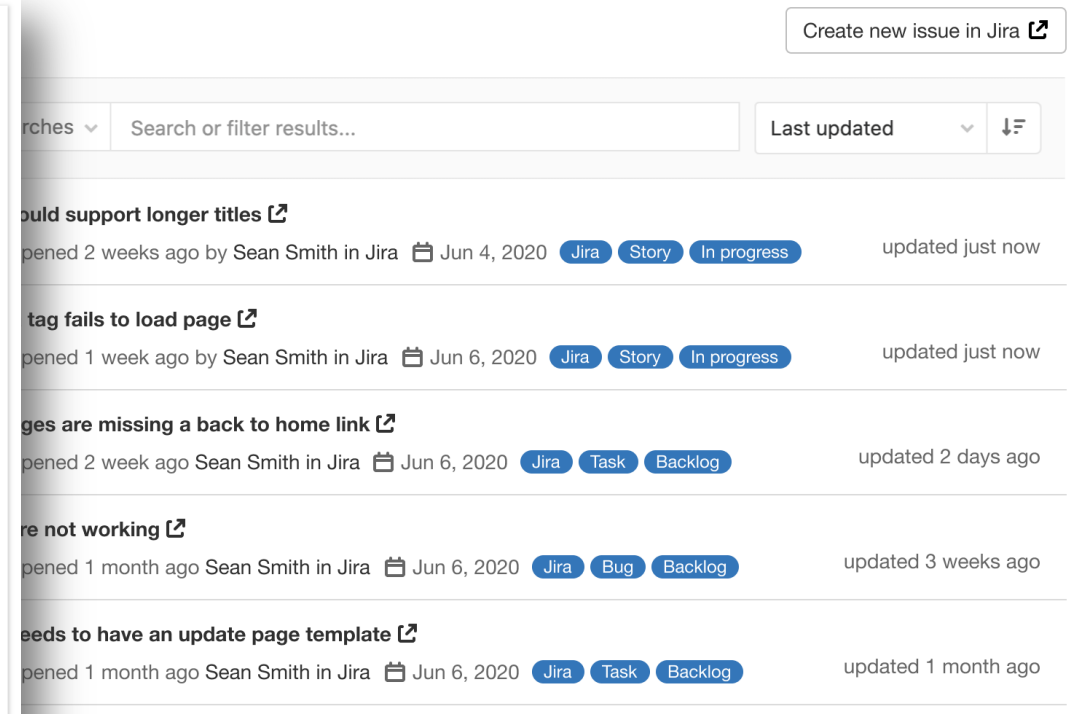 Create new issue in Jira
rches Search or filter results... Last updated
ould support longer titles
pened 2 weeks ago by Sean Smith in Jira Jun 4, 2020 Jira Story In progress updated just now
tag fails to load page
pened 1 week ago by Sean Smith in Jira Jun 6, 2020 Jira Story In progress updated just now
ges are missing a back to home link
pened 2 week ago Sean Smith in Jira Jun 6, 2020 Jira Task Backlog updated 2 days ago
re not working
pened 1 month ago Sean Smith in Jira Jun 6, 2020 Jira Bug Backlog updated 3 weeks ago
eeds to have an update page template
pened 1 month ago Sean Smith in Jira Jun 6, 2020 Jira Task Backlog updated 1 month ago